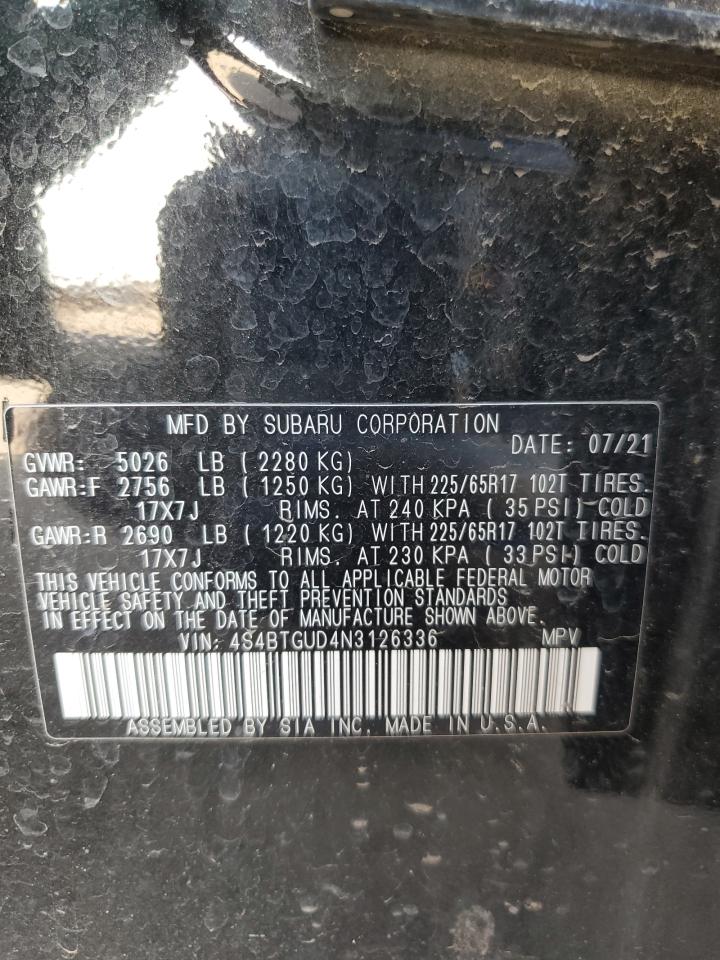 MFD BY SUBARU CORPORATION
DATE: 07/21
GVWR: 5026 LB ( 2280 KG)
GAWR:F 2756 LB ( 1250 KG) WITH 225/65R17 102T TIRES.
17X7J RIMS. AT 240 KPA ( 35 PSI) COLD
GAWR:R 2690 LB ( 1220 KG) WITH 225/65R17 102T TIRES.
17X7J RIMS. AT 230 KPA ( 33 PSI) COLD
THIS VEHICLE CONFORMS TO ALL APPLICABLE FEDERAL MOTOR
VEHICLE SAFETY AND THEFT PREVENTION STANDARDS
IN EFFECT ON THE DATE OF MANUFACTURE SHOWN ABOVE.
VIN: 4S4BTGUD4N3126336 MPV
ASSEMBLED BY SIA INC. MADE IN U.S.A.